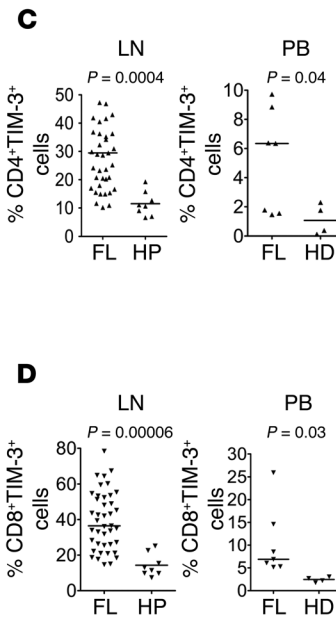 C
LN
PB
P = 0.0004
P = 0.04
% CD4⁺TIM-3⁺
cells
50
40
30
20
10
0
FL
HP
% CD4⁺TIM-3⁺
cells
10
8
6
4
2
0
FL
HD
D
LN
PB
P = 0.00006
P = 0.03
% CD8⁺TIM-3⁺
cells
80
60
40
20
0
FL
HP
% CD8⁺TIM-3⁺
cells
30
25
20
15
10
5
0
FL
HD